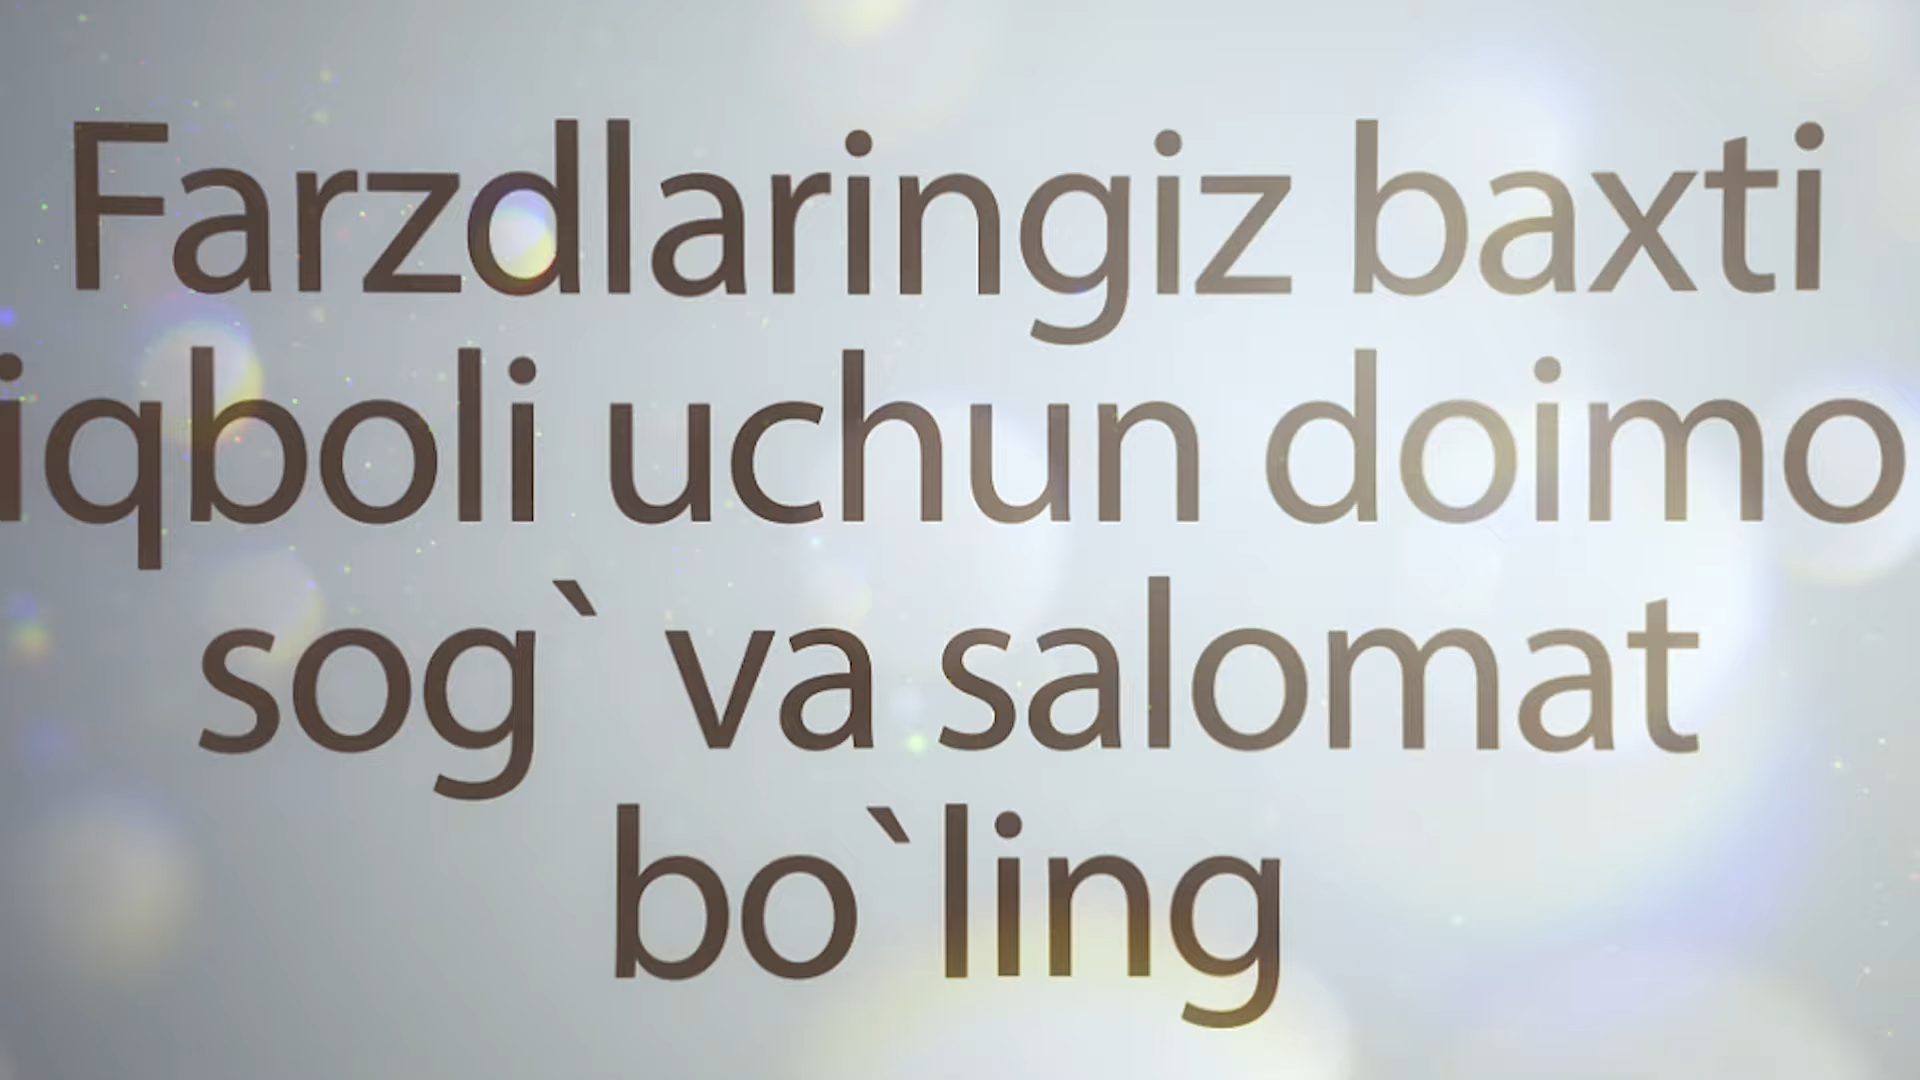 Farzdlaringiz baxti
iqboli uchun doimo
sog` va salomat
bo`ling